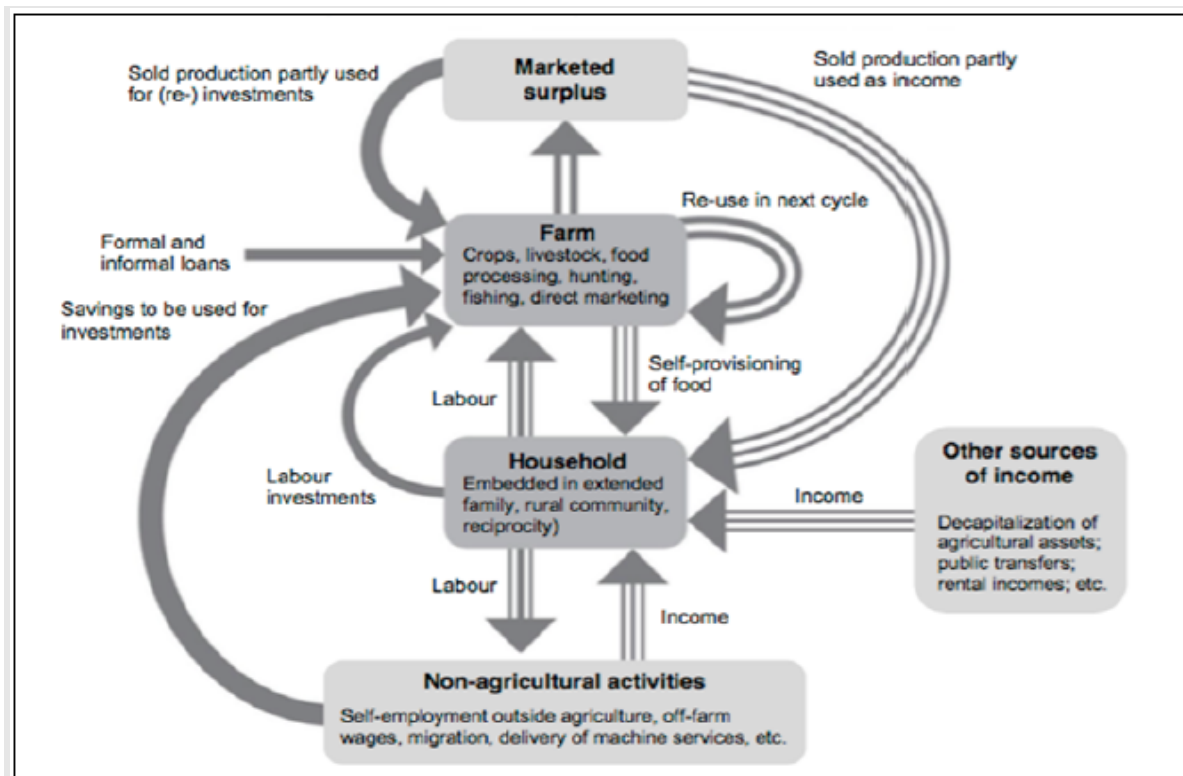 Sold production partly used
for (re-) investments
Marketed
surplus
Sold production partly
used as income
Re-use in next cycle
Formal and
informal loans
Farm
Crops, livestock, food
processing, hunting,
fishing, direct marketing
Savings to be used for
investments
Self-provisioning
of food
Labour
Labour
investments
Household
Embedded in extended
family, rural community,
reciprocity)
Income
Other sources
of income
Decapitalization of
agricultural assets;
public transfers;
rental incomes; etc.
Labour
Income
Non-agricultural activities
Self-employment outside agriculture, off-farm
wages, migration, delivery of machine services, etc.